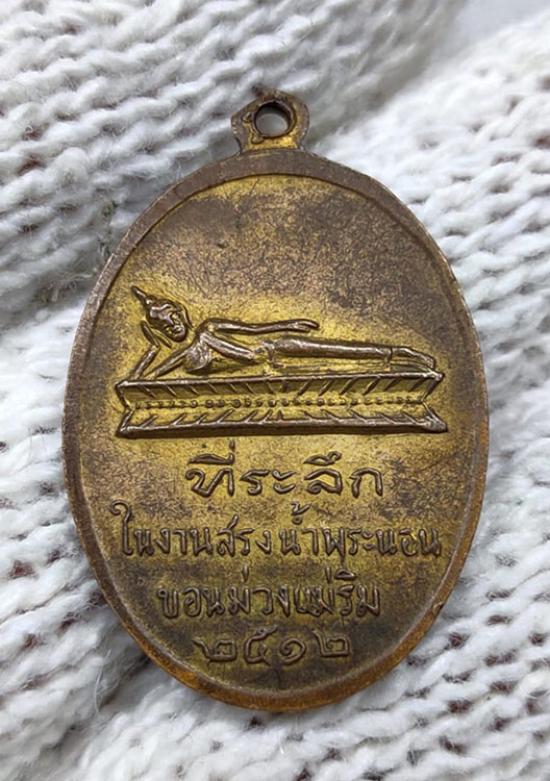 ที่ระลึก
ในงานสรงน้ำพระนอน
ขอนม่วงแม่ริม
๒๕๑๒